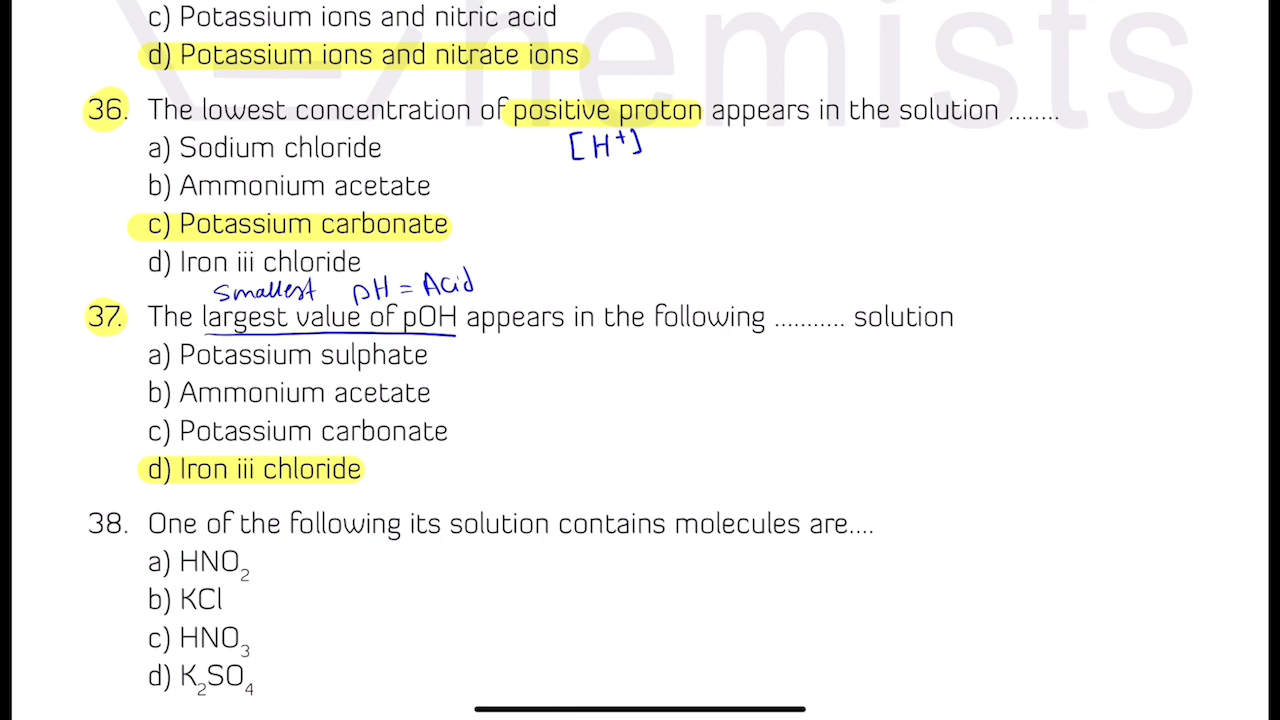 c) Potassium ions and nitric acid
d) Potassium ions and nitrate ions
hemists
36. The lowest concentration of positive proton appears in the solution ........
[H⁺]
a) Sodium chloride
b) Ammonium acetate
c) Potassium carbonate
d) Iron iii chloride
smallest pH = Acid
37. The largest value of pOH appears in the following ........... solution
a) Potassium sulphate
b) Ammonium acetate
c) Potassium carbonate
d) Iron iii chloride
38. One of the following its solution contains molecules are....
a) HNO₂
b) KCl
c) HNO₃
d) K₂SO₄